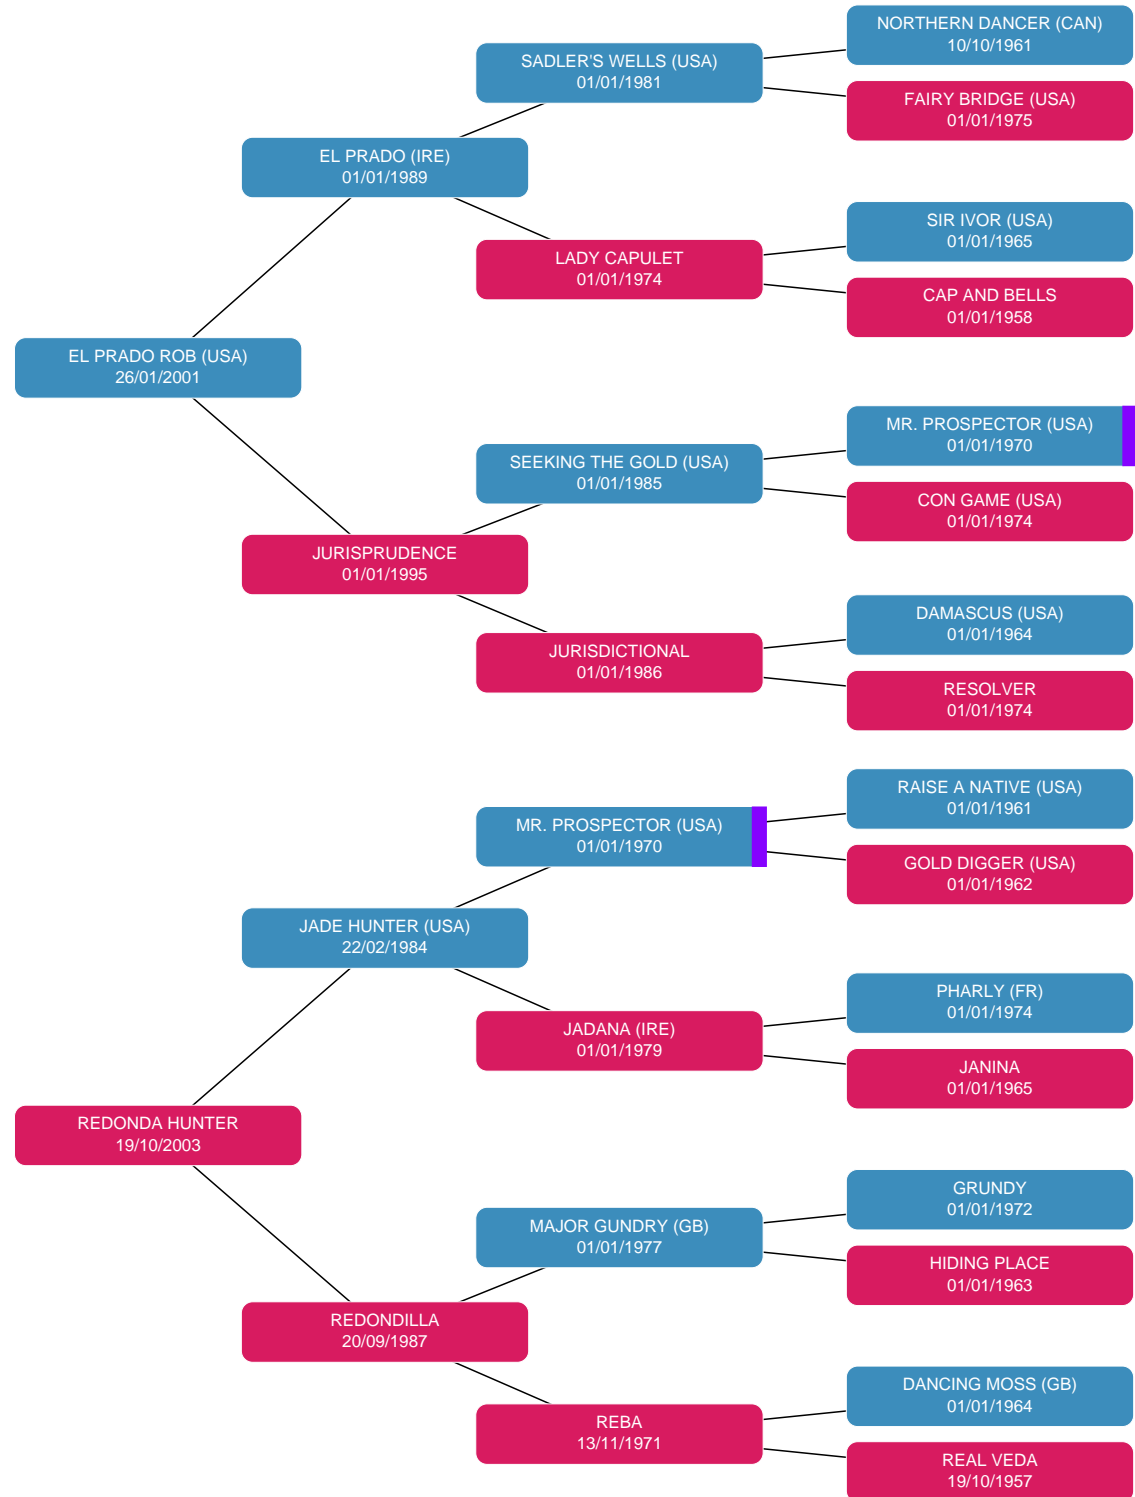 NORTHERN DANCER (CAN)
10/10/1961
SADLER'S WELLS (USA)
01/01/1981
FAIRY BRIDGE (USA)
01/01/1975
EL PRADO (IRE)
01/01/1989
SIR IVOR (USA)
01/01/1965
LADY CAPULET
01/01/1974
CAP AND BELLS
01/01/1958
EL PRADO ROB (USA)
26/01/2001
MR. PROSPECTOR (USA)
01/01/1970
SEEKING THE GOLD (USA)
01/01/1985
CON GAME (USA)
01/01/1974
JURISPRUDENCE
01/01/1995
DAMASCUS (USA)
01/01/1964
JURISDICTIONAL
01/01/1986
RESOLVER
01/01/1974
RAISE A NATIVE (USA)
01/01/1961
MR. PROSPECTOR (USA)
01/01/1970
GOLD DIGGER (USA)
01/01/1962
JADE HUNTER (USA)
22/02/1984
PHARLY (FR)
01/01/1974
JADANA (IRE)
01/01/1979
JANINA
01/01/1965
REDONDA HUNTER
19/10/2003
GRUNDY
01/01/1972
MAJOR GUNDRY (GB)
01/01/1977
HIDING PLACE
01/01/1963
REDONDILLA
20/09/1987
DANCING MOSS (GB)
01/01/1964
REBA
13/11/1971
REAL VEDA
19/10/1957